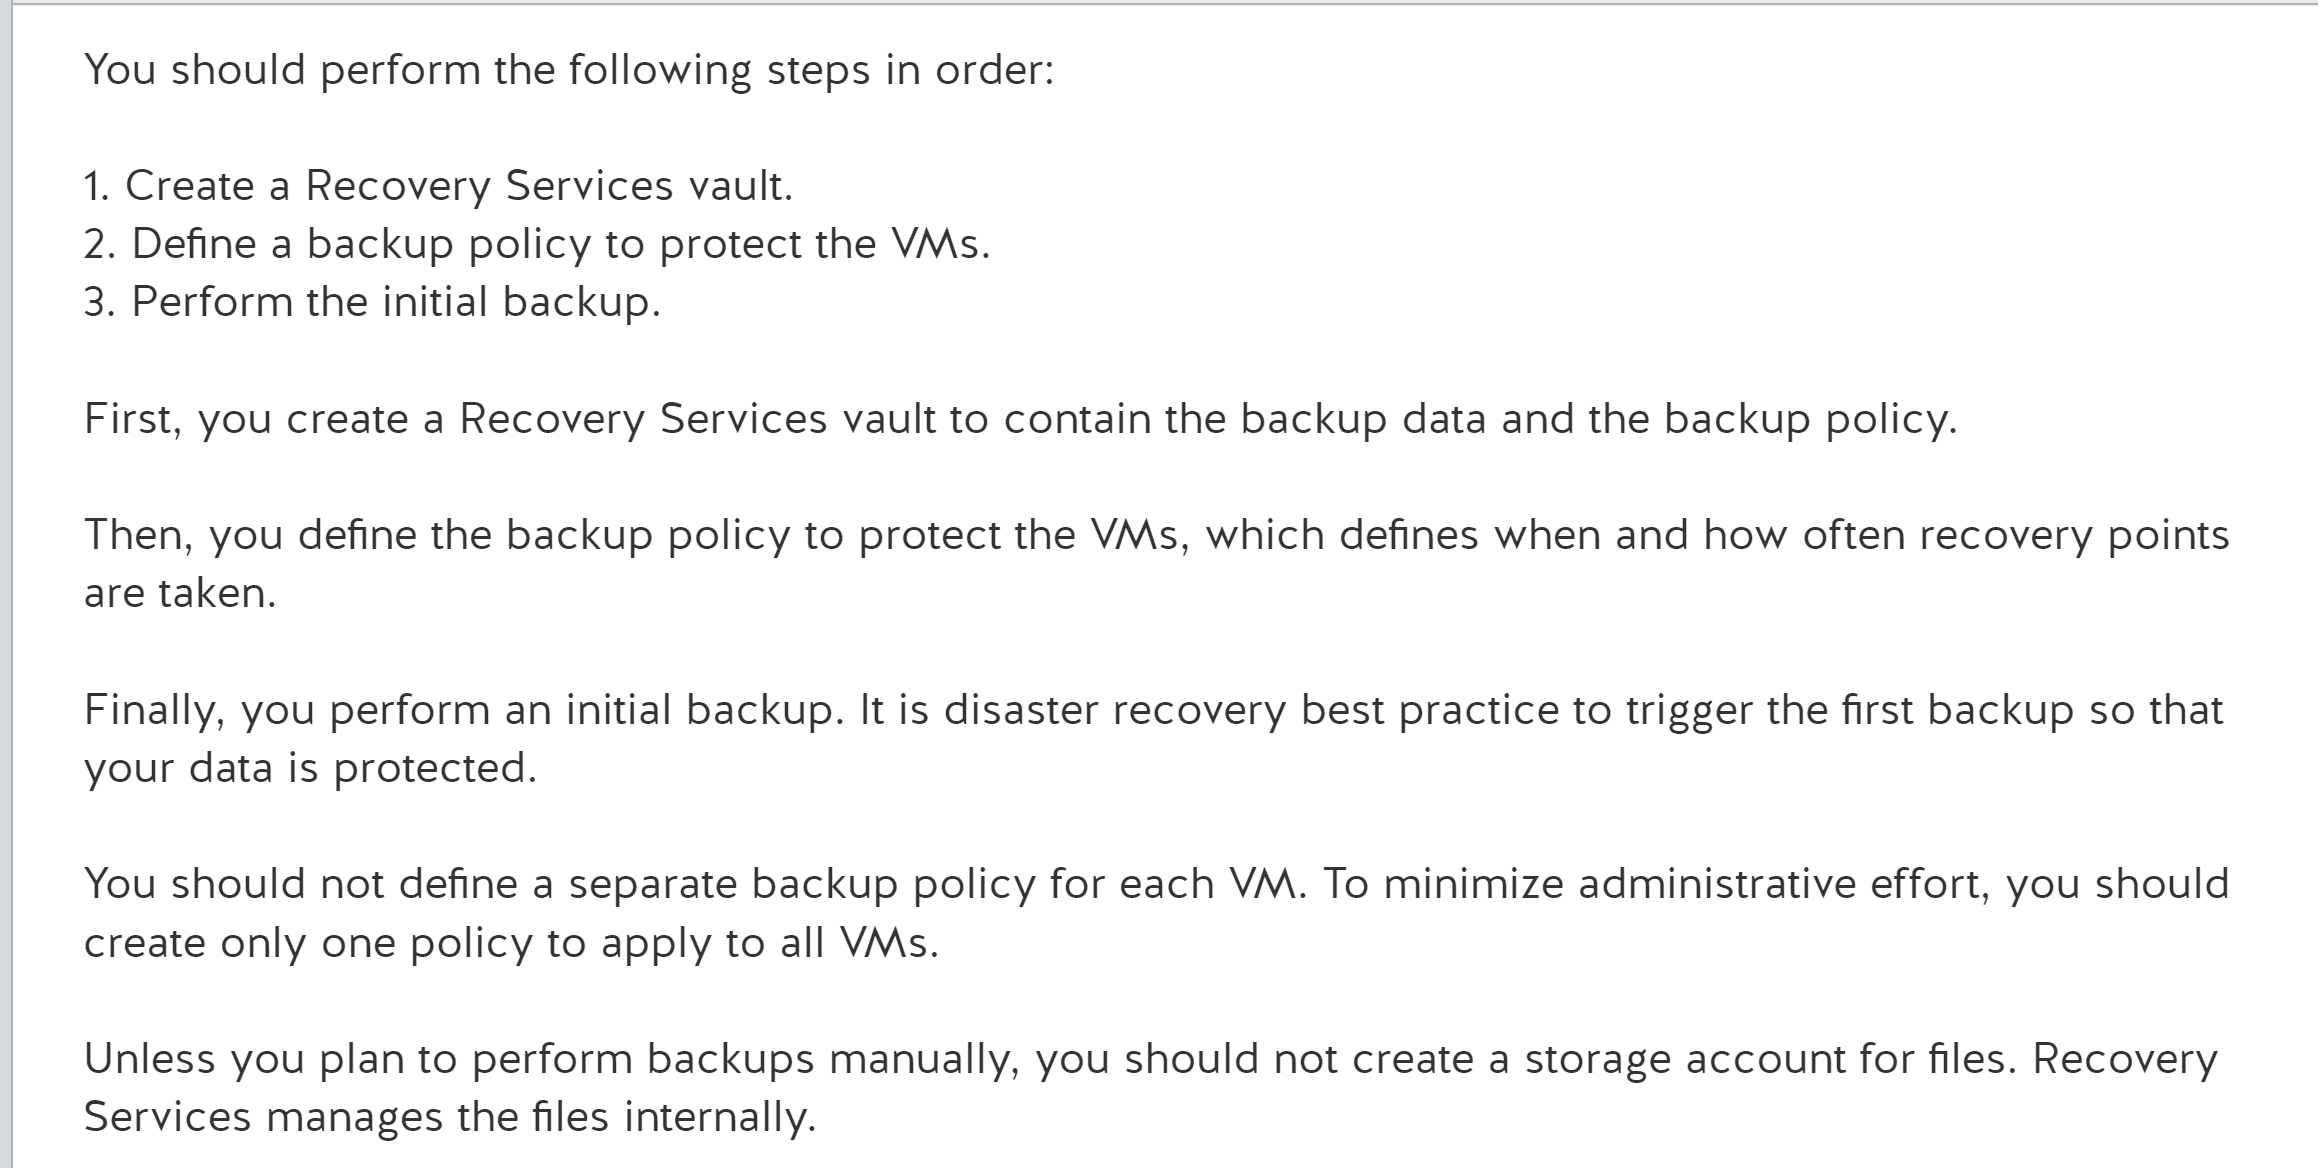 You should perform the following steps in order:
1. Create a Recovery Services vault.
2. Define a backup policy to protect the VMs.
3. Perform the initial backup.
First, you create a Recovery Services vault to contain the backup data and the backup policy.
Then, you define the backup policy to protect the VMs, which defines when and how often recovery points
are taken.
Finally, you perform an initial backup. It is disaster recovery best practice to trigger the first backup so that
your data is protected.
You should not define a separate backup policy for each VM. To minimize administrative effort, you should
create only one policy to apply to all VMs.
Unless you plan to perform backups manually, you should not create a storage account for files. Recovery
Services manages the files internally.